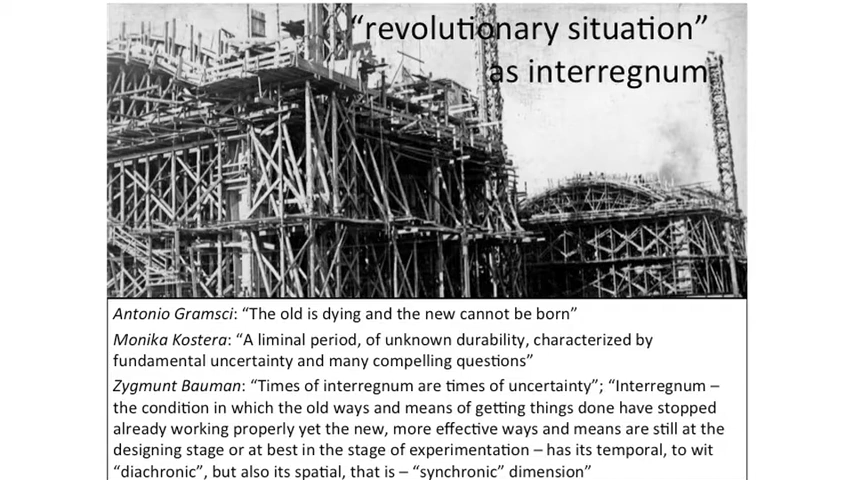 “revolutionary situation”
as interregnum
Antonio Gramsci: “The old is dying and the new cannot be born”
Monika Kostera: “A liminal period, of unknown durability, characterized by
fundamental uncertainty and many compelling questions”
Zygmunt Bauman: “Times of interregnum are times of uncertainty”; “Interregnum –
the condition in which the old ways and means of getting things done have stopped
already working properly yet the new, more effective ways and means are still at the
designing stage or at best in the stage of experimentation – has its temporal, to wit
“diachronic”, but also its spatial, that is – “synchronic” dimension”